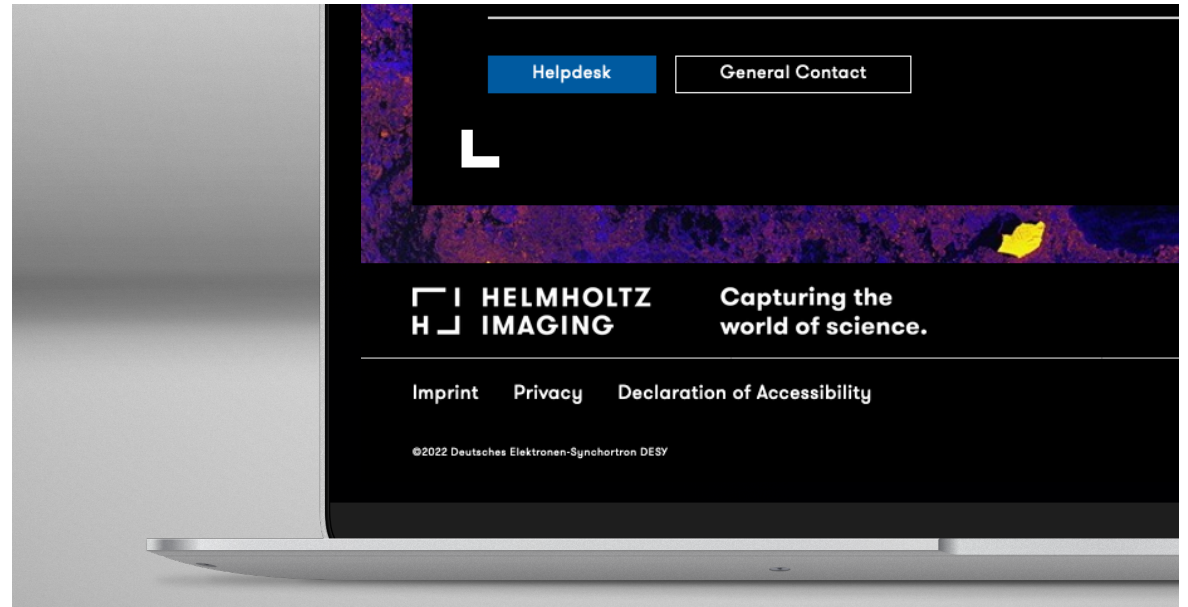 Helpdesk
General Contact
HELMHOLTZ
IMAGING
Capturing the
world of science.
Imprint Privacy Declaration of Accessibility
©2022 Deutsches Elektronen-Synchortron DESY